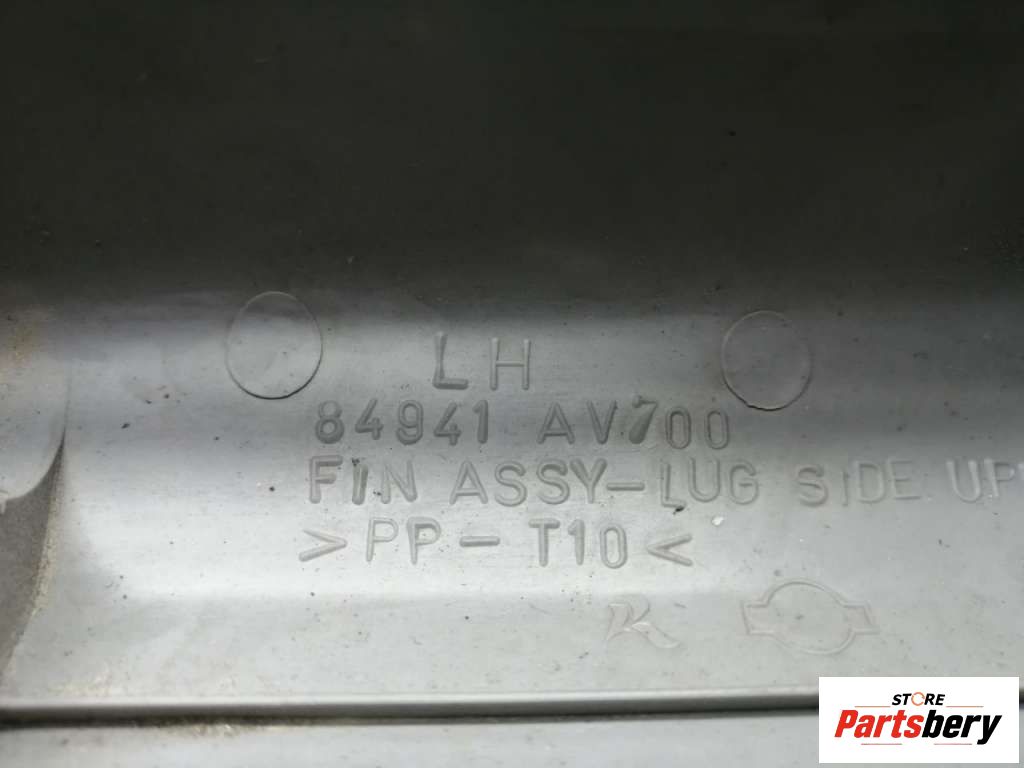 LH
84941 AV700
FIN ASSY-LUG SIDE UP
>PP-T10<
STORE
Partsbery